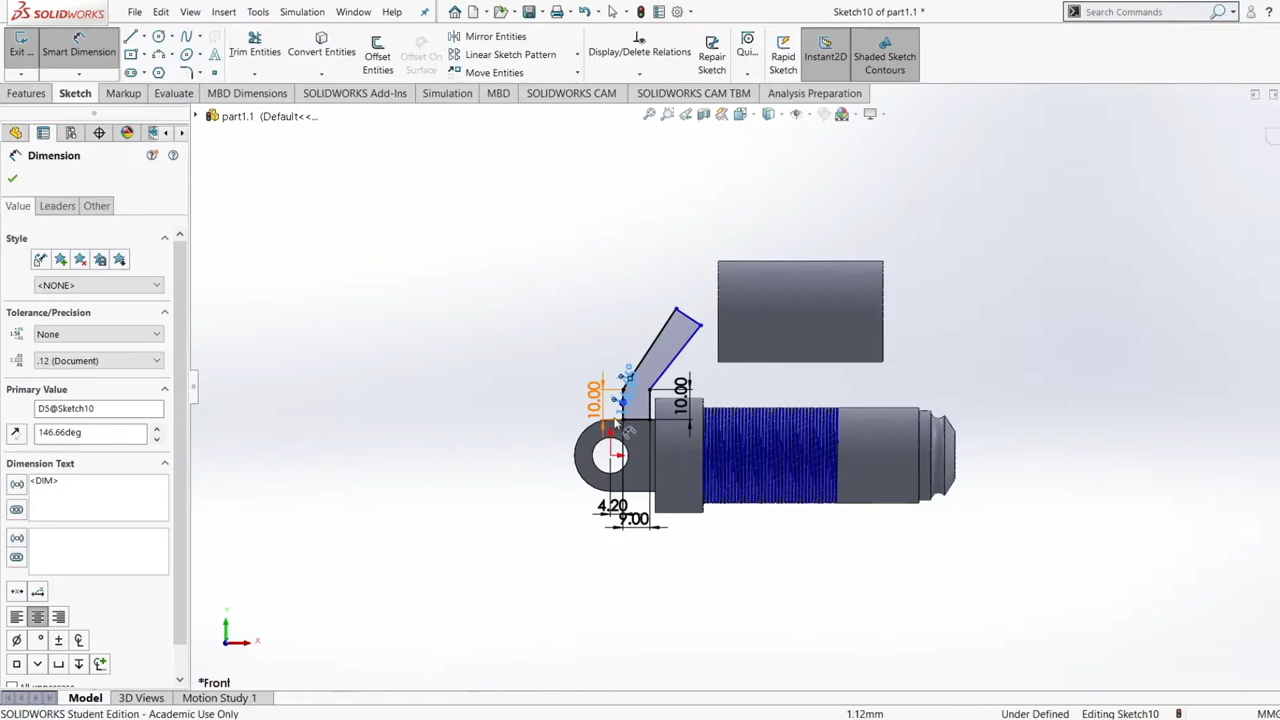 SOLIDWORKS
File Edit View Insert Tools Simulation Window Help
Sketch10 of part1.1 *
Search Commands
?
Exit ...
Smart Dimension
Trim Entities
Convert Entities
Offset Entities
Offset On Surface
Mirror Entities
Linear Sketch Pattern
Move Entities
Display/Delete Relations
Repair Sketch
Qui...
Rapid Sketch
Instant2D
Shaded Sketch Contours
Features Sketch Markup Evaluate MBD Dimensions SOLIDWORKS Add-Ins Simulation MBD SOLIDWORKS CAM SOLIDWORKS CAM TBM Analysis Preparation
part1.1 (Default<<...
Dimension
Value Leaders Other
Style
<NONE>
Tolerance/Precision
None
.12 (Document)
Primary Value
D5@Sketch10
146.66deg
Dimension Text
<DIM>
10.00
10.00
4.20
9.00
Y
X
*Front
Model 3D Views Motion Study 1
SOLIDWORKS Student Edition - Academic Use Only
1.12mm
Under Defined
Editing Sketch10